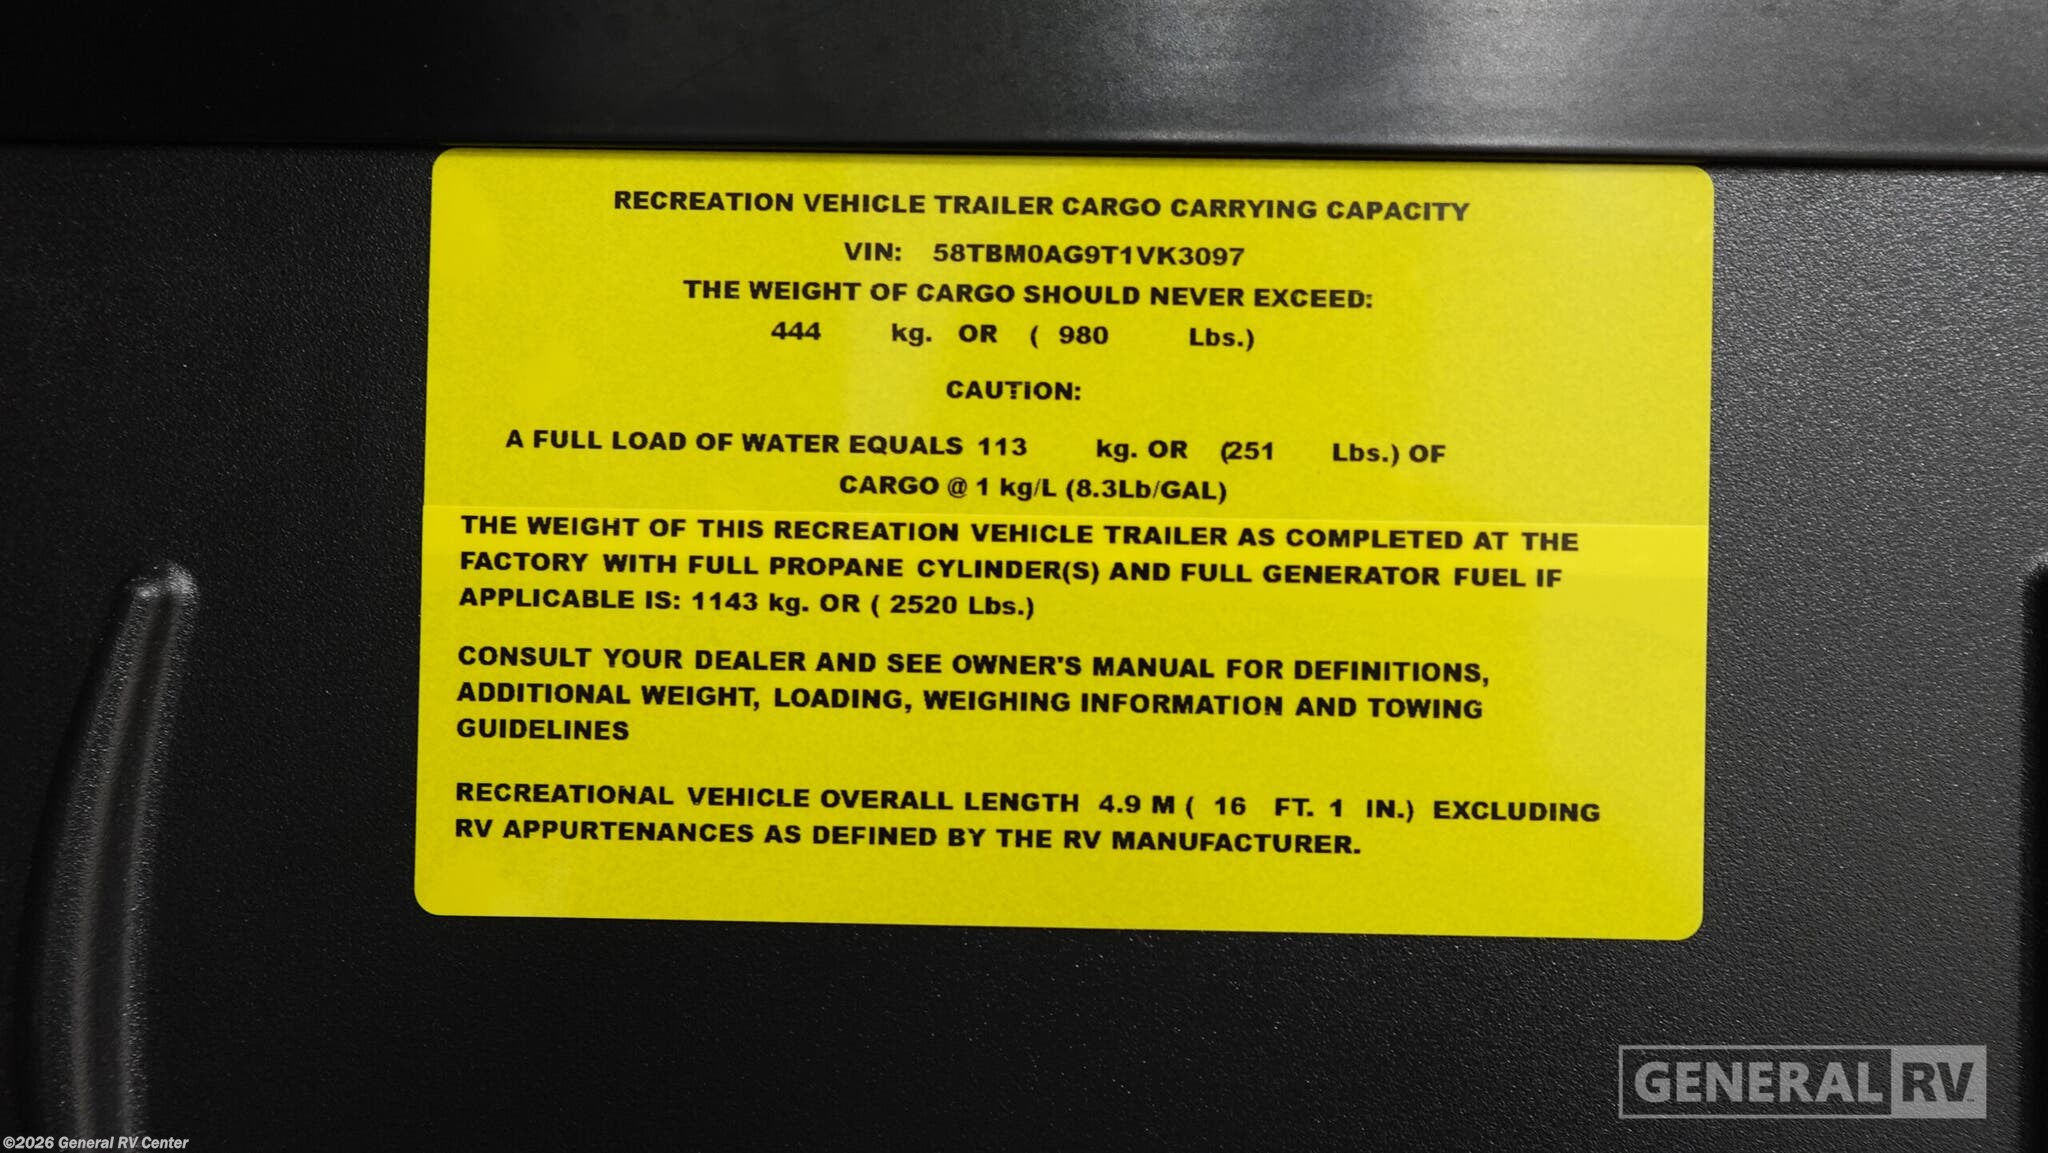 RECREATION VEHICLE TRAILER CARGO CARRYING CAPACITY
VIN: 58TBM0AG9T1VK3097
THE WEIGHT OF CARGO SHOULD NEVER EXCEED:
444 kg. OR ( 980 Lbs.)
CAUTION:
A FULL LOAD OF WATER EQUALS 113 kg. OR (251 Lbs.) OF
CARGO @ 1 kg/L (8.3Lb/GAL)
THE WEIGHT OF THIS RECREATION VEHICLE TRAILER AS COMPLETED AT THE
FACTORY WITH FULL PROPANE CYLINDER(S) AND FULL GENERATOR FUEL IF
APPLICABLE IS: 1143 kg. OR ( 2520 Lbs.)
CONSULT YOUR DEALER AND SEE OWNER'S MANUAL FOR DEFINITIONS,
ADDITIONAL WEIGHT, LOADING, WEIGHING INFORMATION AND TOWING
GUIDELINES
RECREATIONAL VEHICLE OVERALL LENGTH 4.9 M ( 16 FT. 1 IN.) EXCLUDING
RV APPURTENANCES AS DEFINED BY THE RV MANUFACTURER.
GENERAL RV
©2026 General RV Center